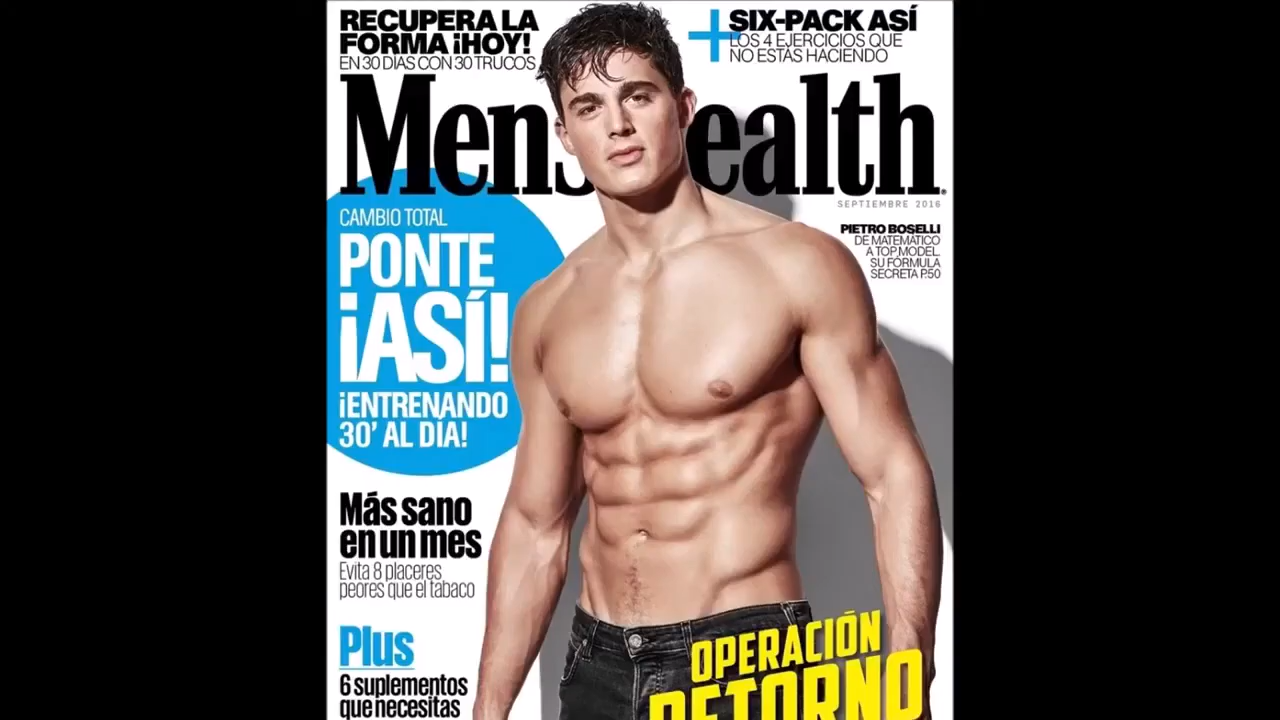 RECUPERA LA
FORMA ¡HOY!
EN 30 DÍAS CON 30 TRUCOS
+ SIX-PACK ASÍ
LOS 4 EJERCICIOS QUE
NO ESTÁS HACIENDO
Men's Health
SEPTIEMBRE 2016
CAMBIO TOTAL
PONTE
¡ASÍ!
¡ENTRENANDO
30' AL DÍA!
PIETRO BOSELLI
DE MATEMÁTICO
A TOP MODEL.
SU FÓRMULA
SECRETA P.50
Más sano
en un mes
Evita 8 placeres
peores que el tabaco
Plus
6 suplementos
que necesitas
OPERACIÓN
RETORNO